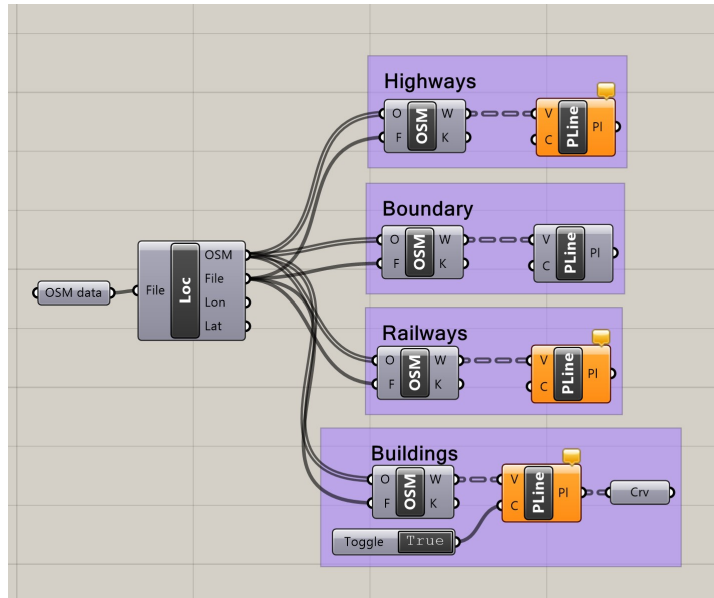 Highways
O OSM W
F K
V PLine Pl
C
Boundary
O OSM W
F K
V PLine Pl
C
OSM data
File Loc OSM
File
Lon
Lat
Railways
O OSM W
F K
V PLine Pl
C
Buildings
O OSM W
F K
V PLine Pl
C
Crv
Toggle True